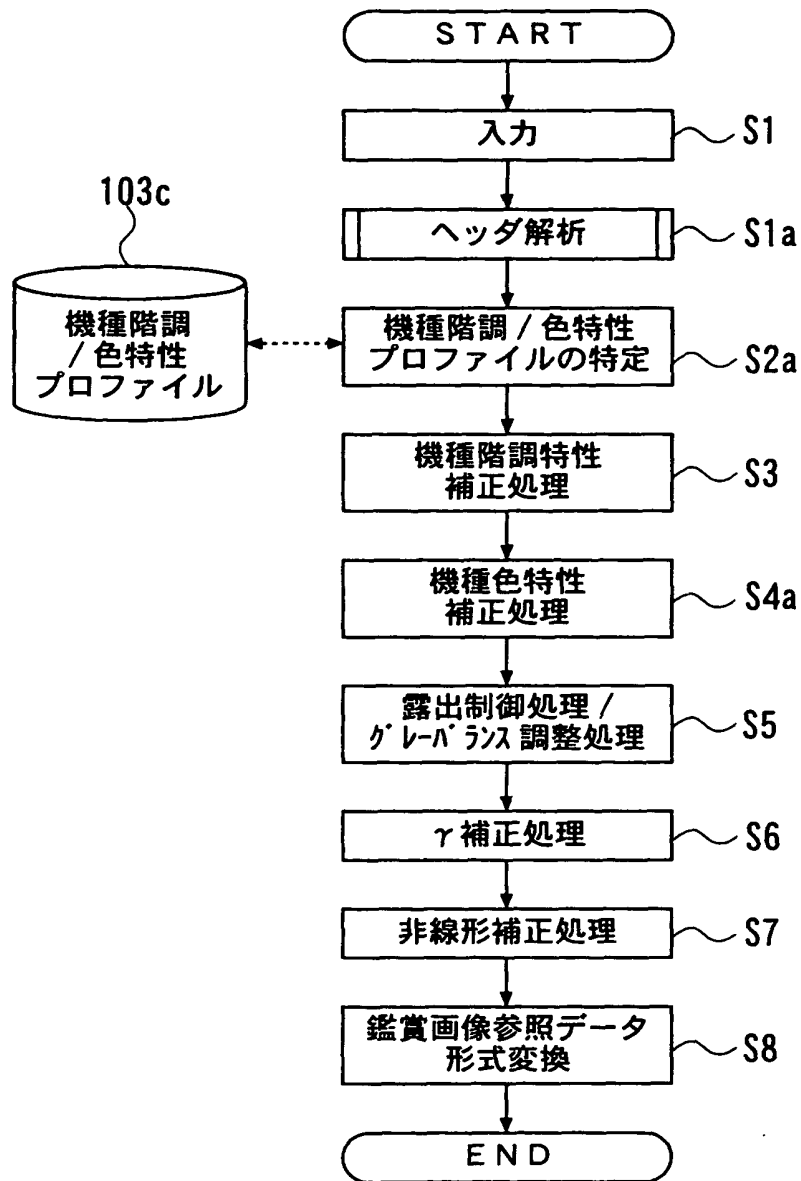 START
入力
S1
103c
ヘッダ解析
S1a
機種階調
/色特性
プロファイル
機種階調/色特性
プロファイルの特定
S2a
機種階調特性
補正処理
S3
機種色特性
補正処理
S4a
露出制御処理/
グレーバランス調整処理
S5
γ補正処理
S6
非線形補正処理
S7
鑑賞画像参照データ
形式変換
S8
END